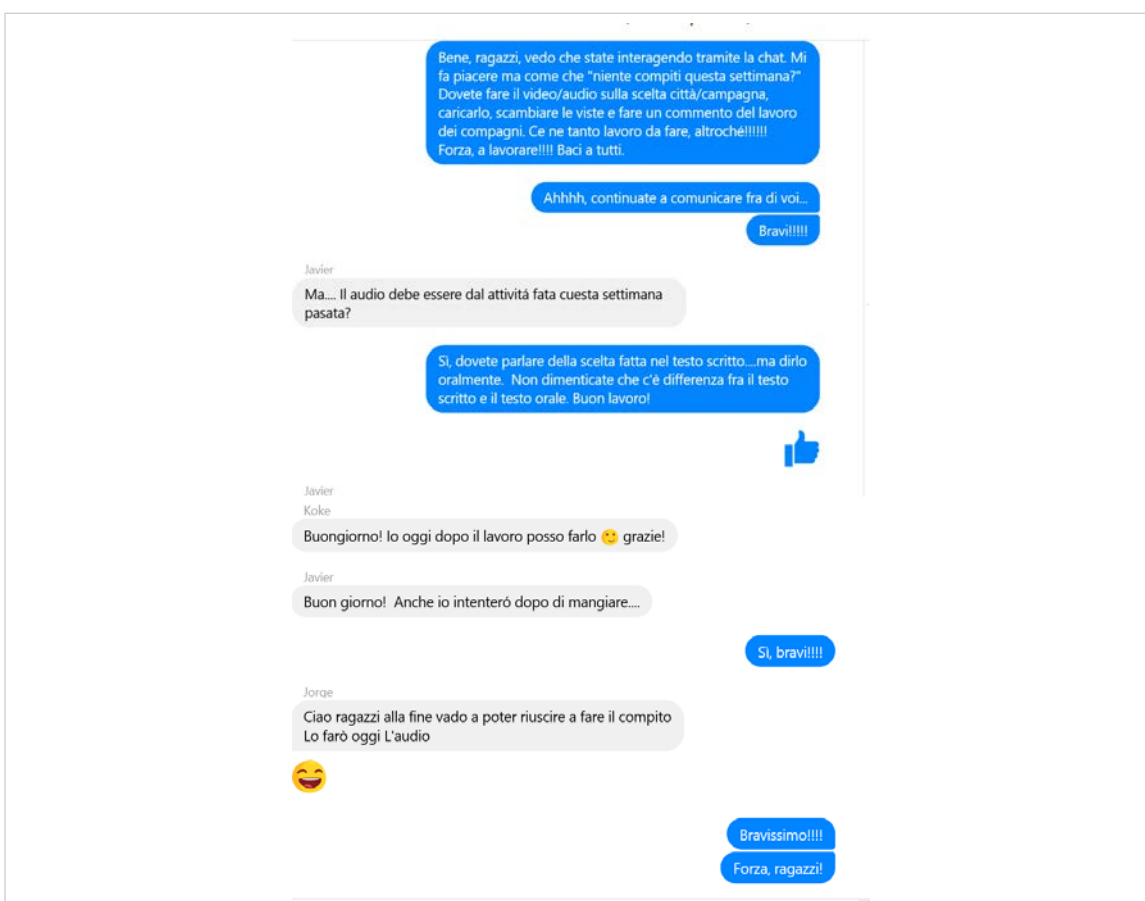 Bene, ragazzi, vedo che state interagendo tramite la chat. Mi
fa piacere ma come che "niente compiti questa settimana?"
Dovete fare il video/audio sulla scelta città/campagna,
caricarlo, scambiare le viste e fare un commento del lavoro
dei compagni. Ce ne tanto lavoro da fare, altroché!!!!!!
Forza, a lavorare!!!! Baci a tutti.
Ahhhh, continuate a comunicare fra di voi...
Bravi!!!!!
Javier
Ma.... Il audio debe essere dal attivitá fata cuesta settimana
pasata?
Sì, dovete parlare della scelta fatta nel testo scritto....ma dirlo
oralmente. Non dimenticate che c'è differenza fra il testo
scritto e il testo orale. Buon lavoro!
Javier
Koke
Buongiorno! Io oggi dopo il lavoro posso farlo 🙂 grazie!
Javier
Buon giorno! Anche io intenteró dopo di mangiare....
Sì, bravi!!!!
Jorge
Ciao ragazzi alla fine vado a poter riuscire a fare il compito
Lo farò oggi L'audio
Bravissimo!!!!
Forza, ragazzi!